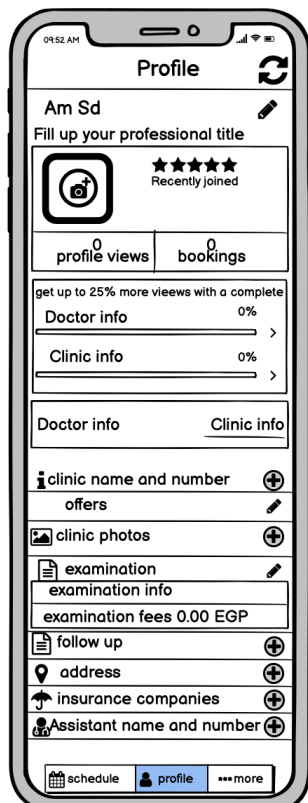 09:52 AM
Profile
Am Sd
Fill up your professional title
Recently joined
0 0
profile views bookings
get up to 25% more vieews with a complete
Doctor info 0%
Clinic info 0%
Doctor info Clinic info
clinic name and number
offers
clinic photos
examination
examination info
examination fees 0.00 EGP
follow up
address
insurance companies
Assistant name and number
schedule profile more